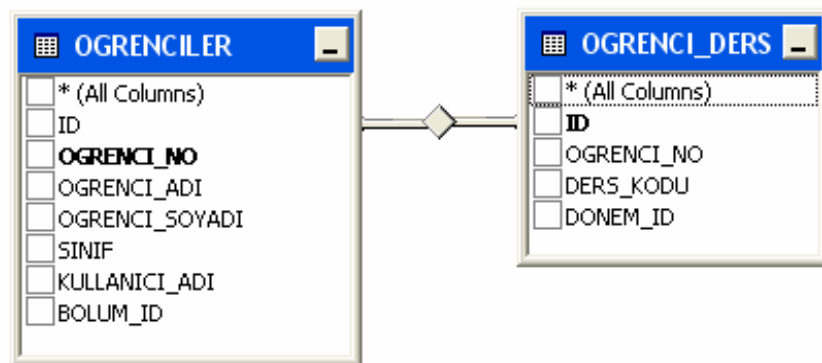 OGRENCILER
* (All Columns)
ID
OGRENCI_NO
OGRENCI_ADI
OGRENCI_SOYADI
SINIF
KULLANICI_ADI
BOLUM_ID
OGRENCI_DERS
* (All Columns)
ID
OGRENCI_NO
DERS_KODU
DONEM_ID